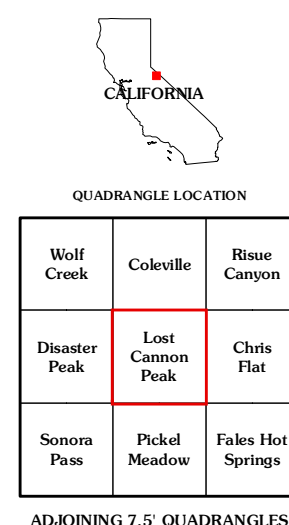 CALIFORNIA
QUADRANGLE LOCATION
Wolf
Creek
Coleville
Risue
Canyon
Disaster
Peak
Lost
Cannon
Peak
Chris
Flat
Sonora
Pass
Pickel
Meadow
Fales Hot
Springs
ADJOINING 7.5' QUADRANGLES